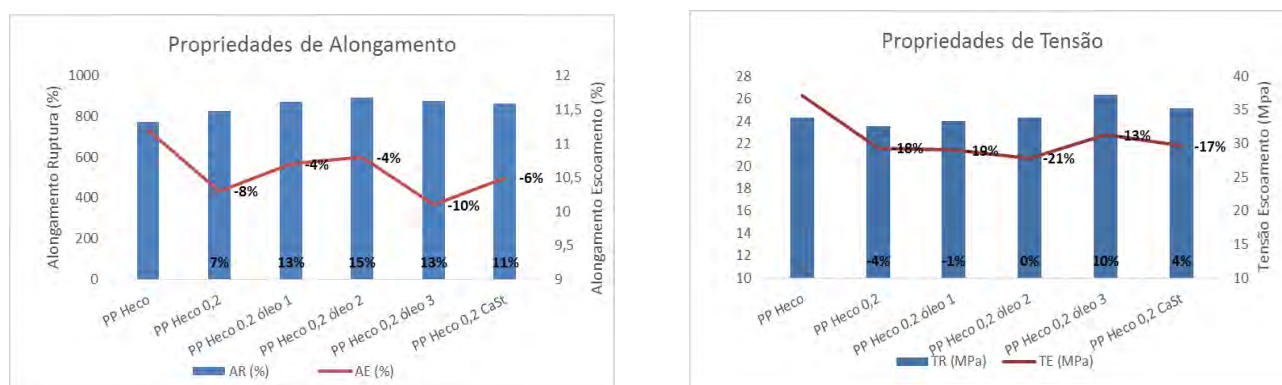 Propriedades de Alongamento
Alongamento Ruptura (%)
1000
800
600
400
200
0
12
11,5
11
10,5
10
9,5
9
Alongamento Escoamento (%)
-8%
-4%
-4%
-10%
-6%
7%
13%
15%
13%
11%
PP Heco
PP Heco 0,2
PP Heco 0,2 óleo 1
PP Heco 0,2 óleo 2
PP Heco 0,2 óleo 3
PP Heco 0,2 CaSt
AR (%)
AE (%)
Propriedades de Tensão
28
26
24
22
20
18
16
14
12
10
40
35
30
25
20
15
10
Tensão Escoamento (Mpa)
-18%
-19%
-21%
13%
-17%
-4%
-1%
0%
10%
4%
PP Heco
PP Heco 0,2
PP Heco 0,2 óleo 1
PP Heco 0,2 óleo 2
PP Heco 0,2 óleo 3
PP Heco 0,2 CaSt
TR (MPa)
TE (MPa)